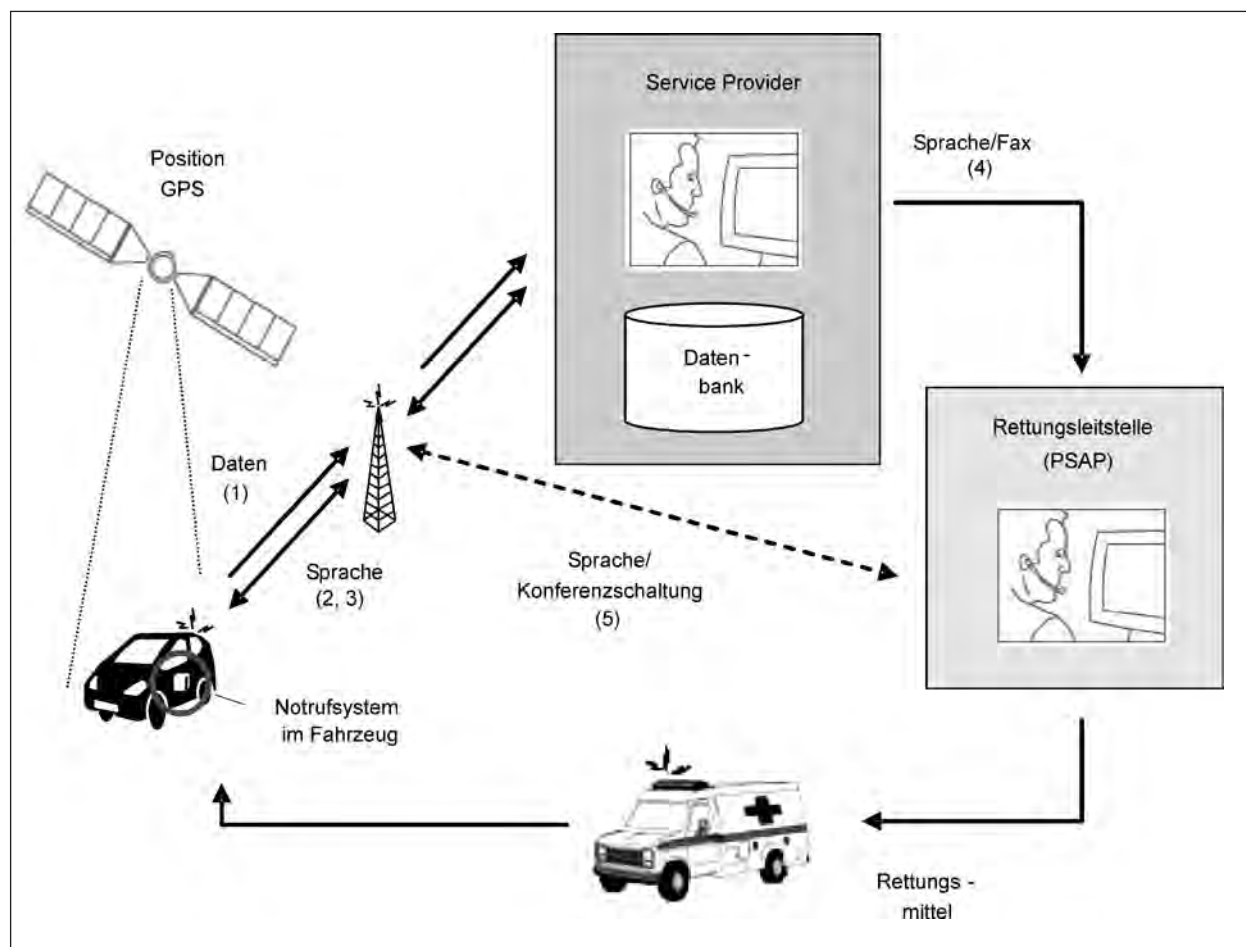 Service Provider
Sprache/Fax
(4)
Position
GPS
Daten -
bank
Rettungsleitstelle
(PSAP)
Daten
(1)
Sprache
(2, 3)
Sprache/
Konferenzschaltung
(5)
Notrufsystem
im Fahrzeug
Rettungs -
mittel